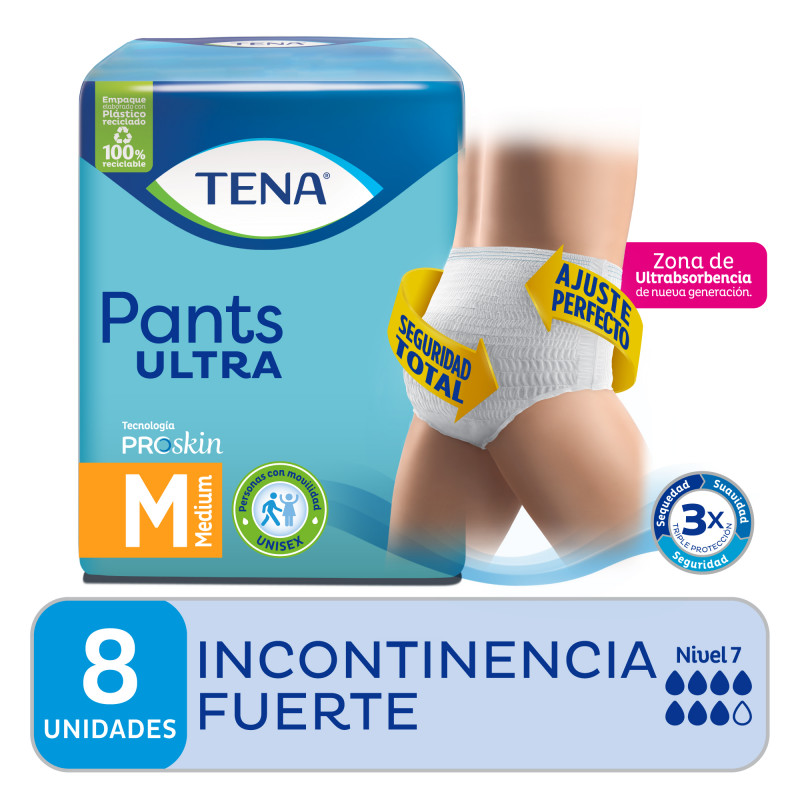 TENA
Empaque
elaborado con
Plástico
reciclado
100%
reciclable
TENA®
Pants
ULTRA
Tecnología
PROskin
M
Medium
Personas con movilidad
UNISEX
SEGURIDAD
TOTAL
AJUSTE
PERFECTO
Zona de
Ultrabsorbencia
de nueva generación.
Sequedad
Suavidad
3X
TRIPLE PROTECCIÓN
Seguridad
8
UNIDADES
INCONTINENCIA
FUERTE
Nivel 7